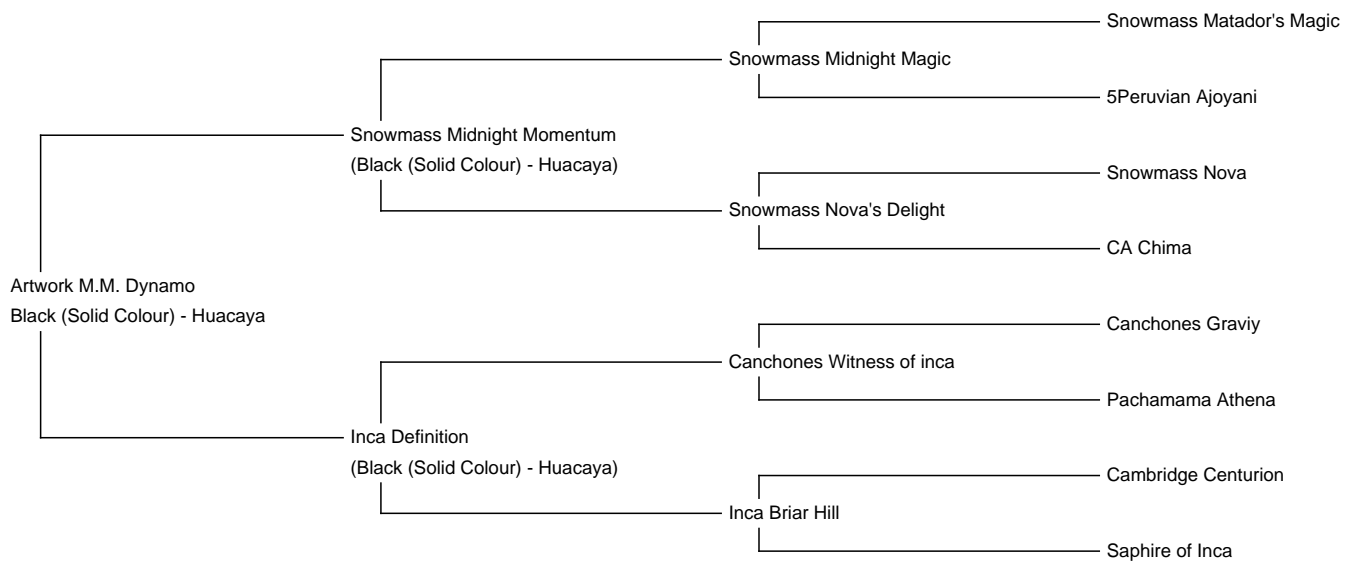 Snowmass Matador's Magic
Snowmass Midnight Magic
5Peruvian Ajoyani
Snowmass Midnight Momentum
(Black (Solid Colour) - Huacaya)
Snowmass Nova
Snowmass Nova's Delight
CA Chima
Artwork M.M. Dynamo
Black (Solid Colour) - Huacaya
Canchones Graviy
Canchones Witness of inca
Pachamama Athena
Inca Definition
(Black (Solid Colour) - Huacaya)
Cambridge Centurion
Inca Briar Hill
Saphire of Inca